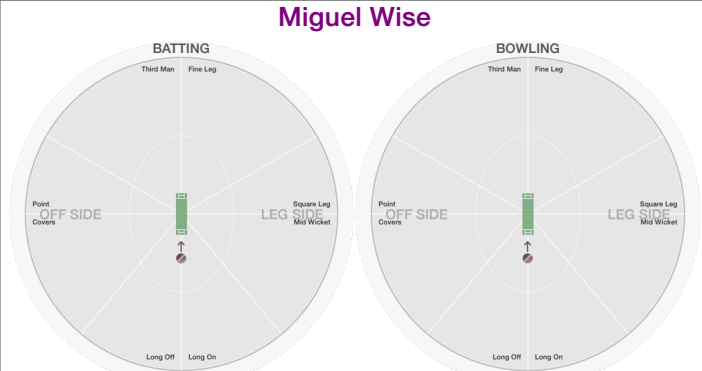 Miguel Wise
BATTING
Third Man Fine Leg
Point
OFF SIDE
Covers
Square Leg
LEG SIDE
Mid Wicket
Long Off Long On
BOWLING
Third Man Fine Leg
Point
OFF SIDE
Covers
Square Leg
LEG SIDE
Mid Wicket
Long Off Long On